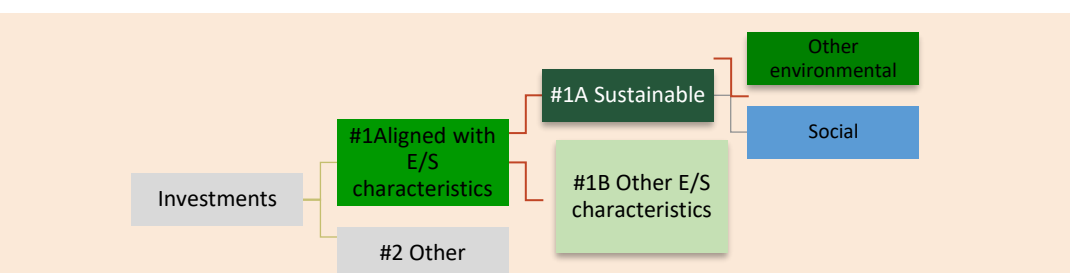 Other
environmental
#1A Sustainable
Social
#1Aligned with
E/S
characteristics
#1B Other E/S
characteristics
Investments
#2 Other